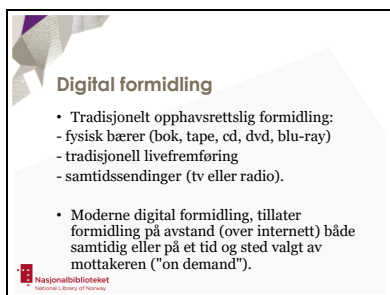 Digital formidling
• Tradisjonelt opphavsrettslig formidling:
- fysisk bærer (bok, tape, cd, dvd, blu-ray)
- tradisjonell livefremføring
- samtidssendinger (tv eller radio).
• Moderne digital formidling, tillater
formidling på avstand (over internett) både
samtidig eller på et tid og sted valgt av
mottakeren ("on demand").
Nasjonalbiblioteket
National Library of Norway